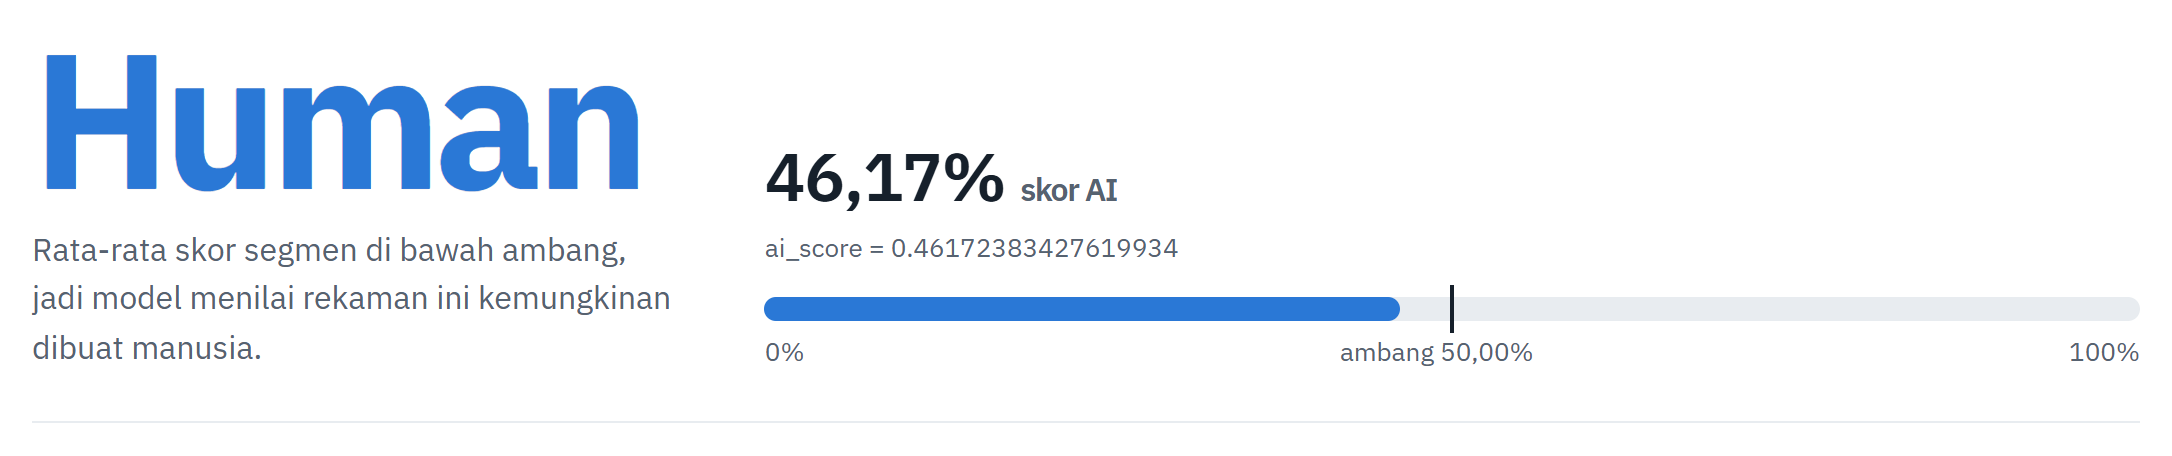 Human
Rata-rata skor segmen di bawah ambang,
jadi model menilai rekaman ini kemungkinan
dibuat manusia.
46,17% skor AI
ai_score = 0.46172383427619934
0% ambang 50,00% 100%